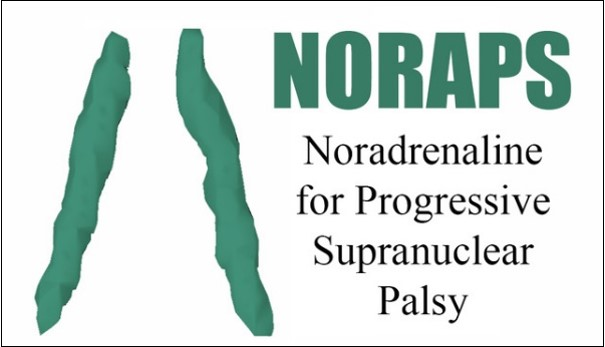 NORAPS
Noradrenaline
for Progressive
Supranuclear
Palsy